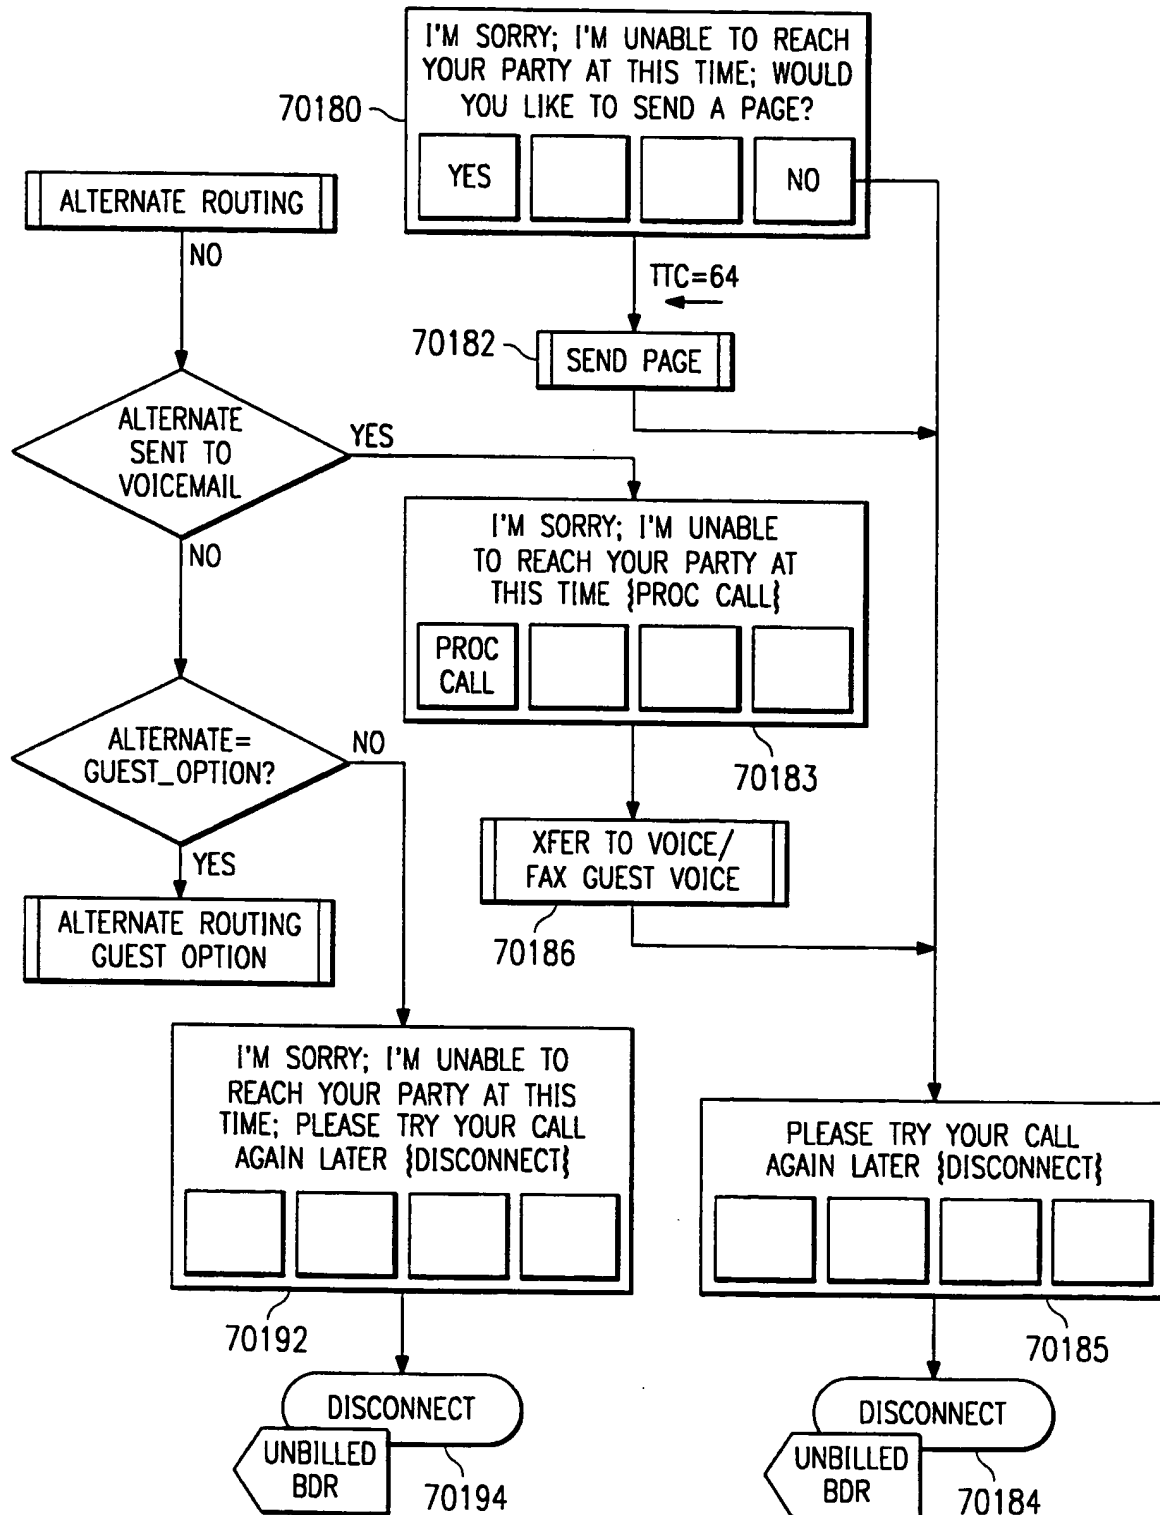 I'M SORRY; I'M UNABLE TO REACH
YOUR PARTY AT THIS TIME; WOULD
YOU LIKE TO SEND A PAGE?
70180
YES
NO
ALTERNATE ROUTING
NO
TTC=64
70182
SEND PAGE
ALTERNATE
SENT TO
VOICEMAIL
YES
NO
I'M SORRY; I'M UNABLE
TO REACH YOUR PARTY AT
THIS TIME {PROC CALL}
PROC
CALL
70183
ALTERNATE=
GUEST_OPTION?
NO
YES
XFER TO VOICE/
FAX GUEST VOICE
70186
ALTERNATE ROUTING
GUEST OPTION
I'M SORRY; I'M UNABLE TO
REACH YOUR PARTY AT THIS
TIME; PLEASE TRY YOUR CALL
AGAIN LATER {DISCONNECT}
70192
PLEASE TRY YOUR CALL
AGAIN LATER {DISCONNECT}
70185
DISCONNECT
UNBILLED
BDR
70194
DISCONNECT
UNBILLED
BDR
70184